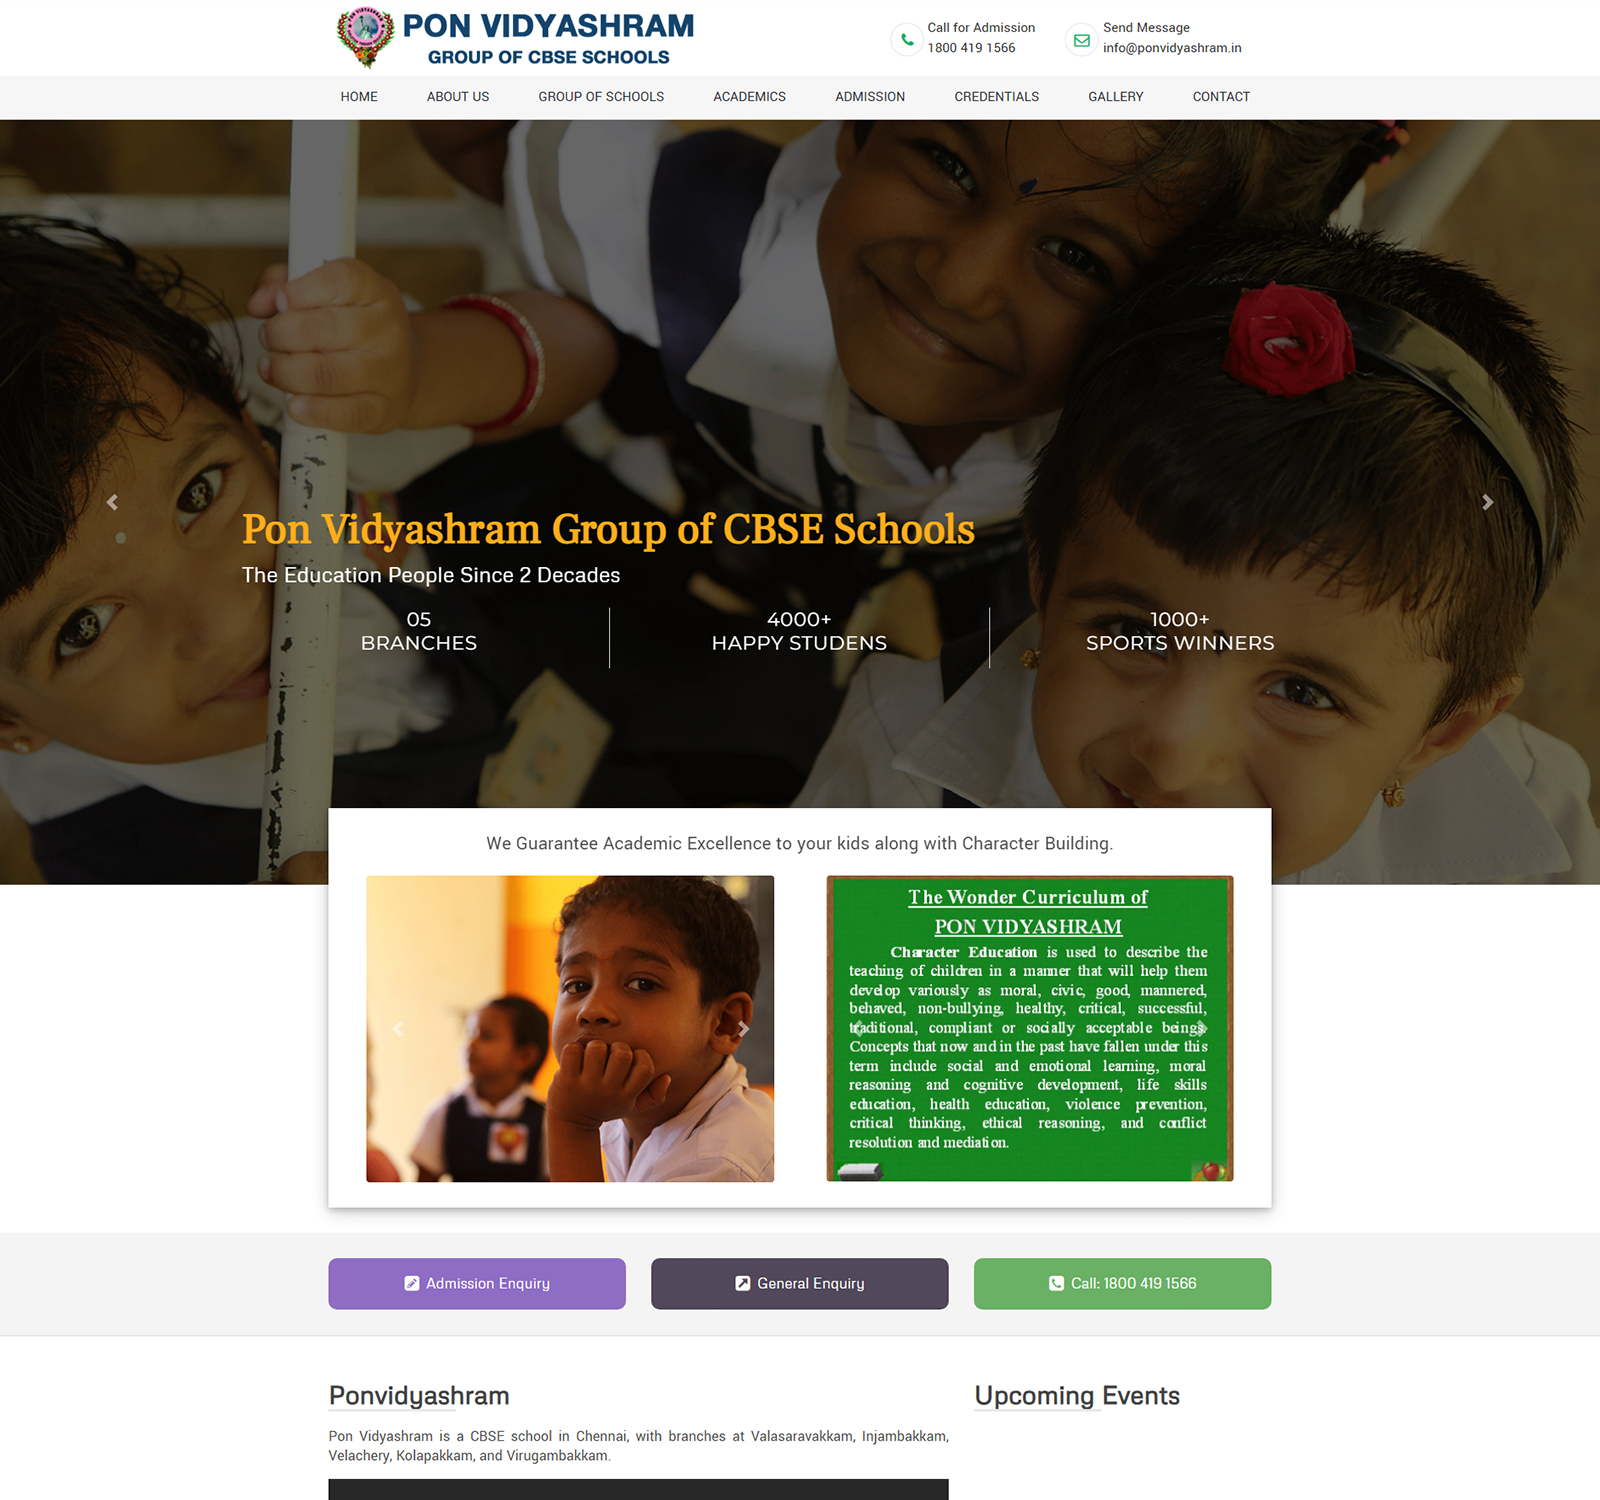 PON VIDYASHRAM
GROUP OF CBSE SCHOOLS
Call for Admission
1800 419 1566
Send Message
info@ponvidyashram.in
HOME
ABOUT US
GROUP OF SCHOOLS
ACADEMICS
ADMISSION
CREDENTIALS
GALLERY
CONTACT
Pon Vidyashram Group of CBSE Schools
The Education People Since 2 Decades
05
BRANCHES
4000+
HAPPY STUDENS
1000+
SPORTS WINNERS
We Guarantee Academic Excellence to your kids along with Character Building.
The Wonder Curriculum of
PON VIDYASHRAM
Character Education is used to describe the
teaching of children in a manner that will help them
develop variously as moral, civic, good, mannered,
behaved, non-bullying, healthy, critical, successful,
traditional, compliant or socially acceptable beings
Concepts that now and in the past have fallen under this
term include social and emotional learning, moral
reasoning and cognitive development, life skills
education, health education, violence prevention,
critical thinking, ethical reasoning, and conflict
resolution and mediation.
Admission Enquiry
General Enquiry
Call: 1800 419 1566
Ponvidyashram
Pon Vidyashram is a CBSE school in Chennai, with branches at Valasaravakkam, Injambakkam,
Velachery, Kolapakkam, and Virugambakkam.
Upcoming Events